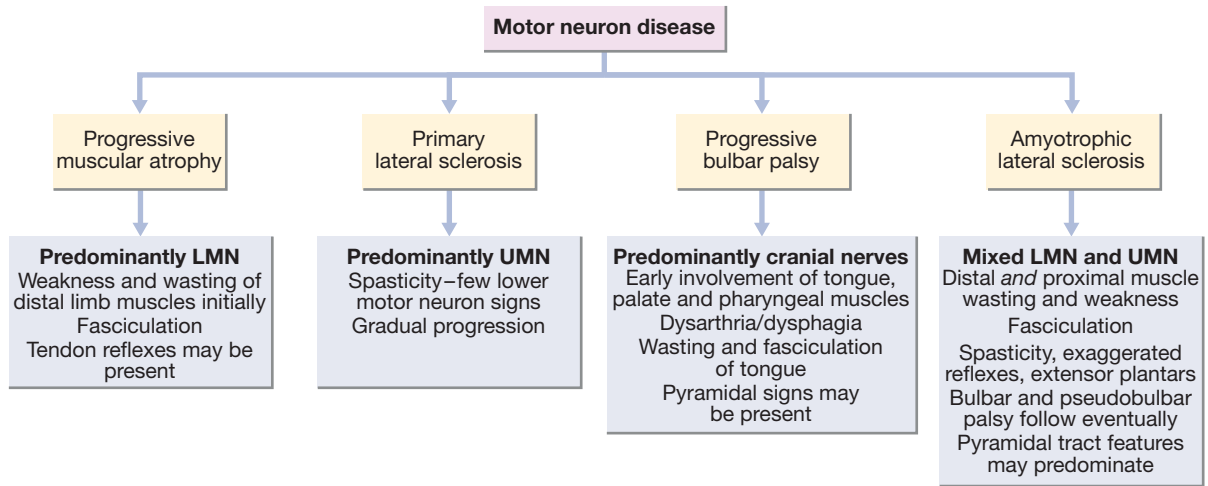 Motor neuron disease
Progressive
muscular atrophy
Primary
lateral sclerosis
Progressive
bulbar palsy
Amyotrophic
lateral sclerosis
Predominantly LMN
Weakness and wasting of
distal limb muscles initially
Fasciculation
Tendon reflexes may be
present
Predominantly UMN
Spasticity–few lower
motor neuron signs
Gradual progression
Predominantly cranial nerves
Early involvement of tongue,
palate and pharyngeal muscles
Dysarthria/dysphagia
Wasting and fasciculation
of tongue
Pyramidal signs may
be present
Mixed LMN and UMN
Distal and proximal muscle
wasting and weakness
Fasciculation
Spasticity, exaggerated
reflexes, extensor plantars
Bulbar and pseudobulbar
palsy follow eventually
Pyramidal tract features
may predominate